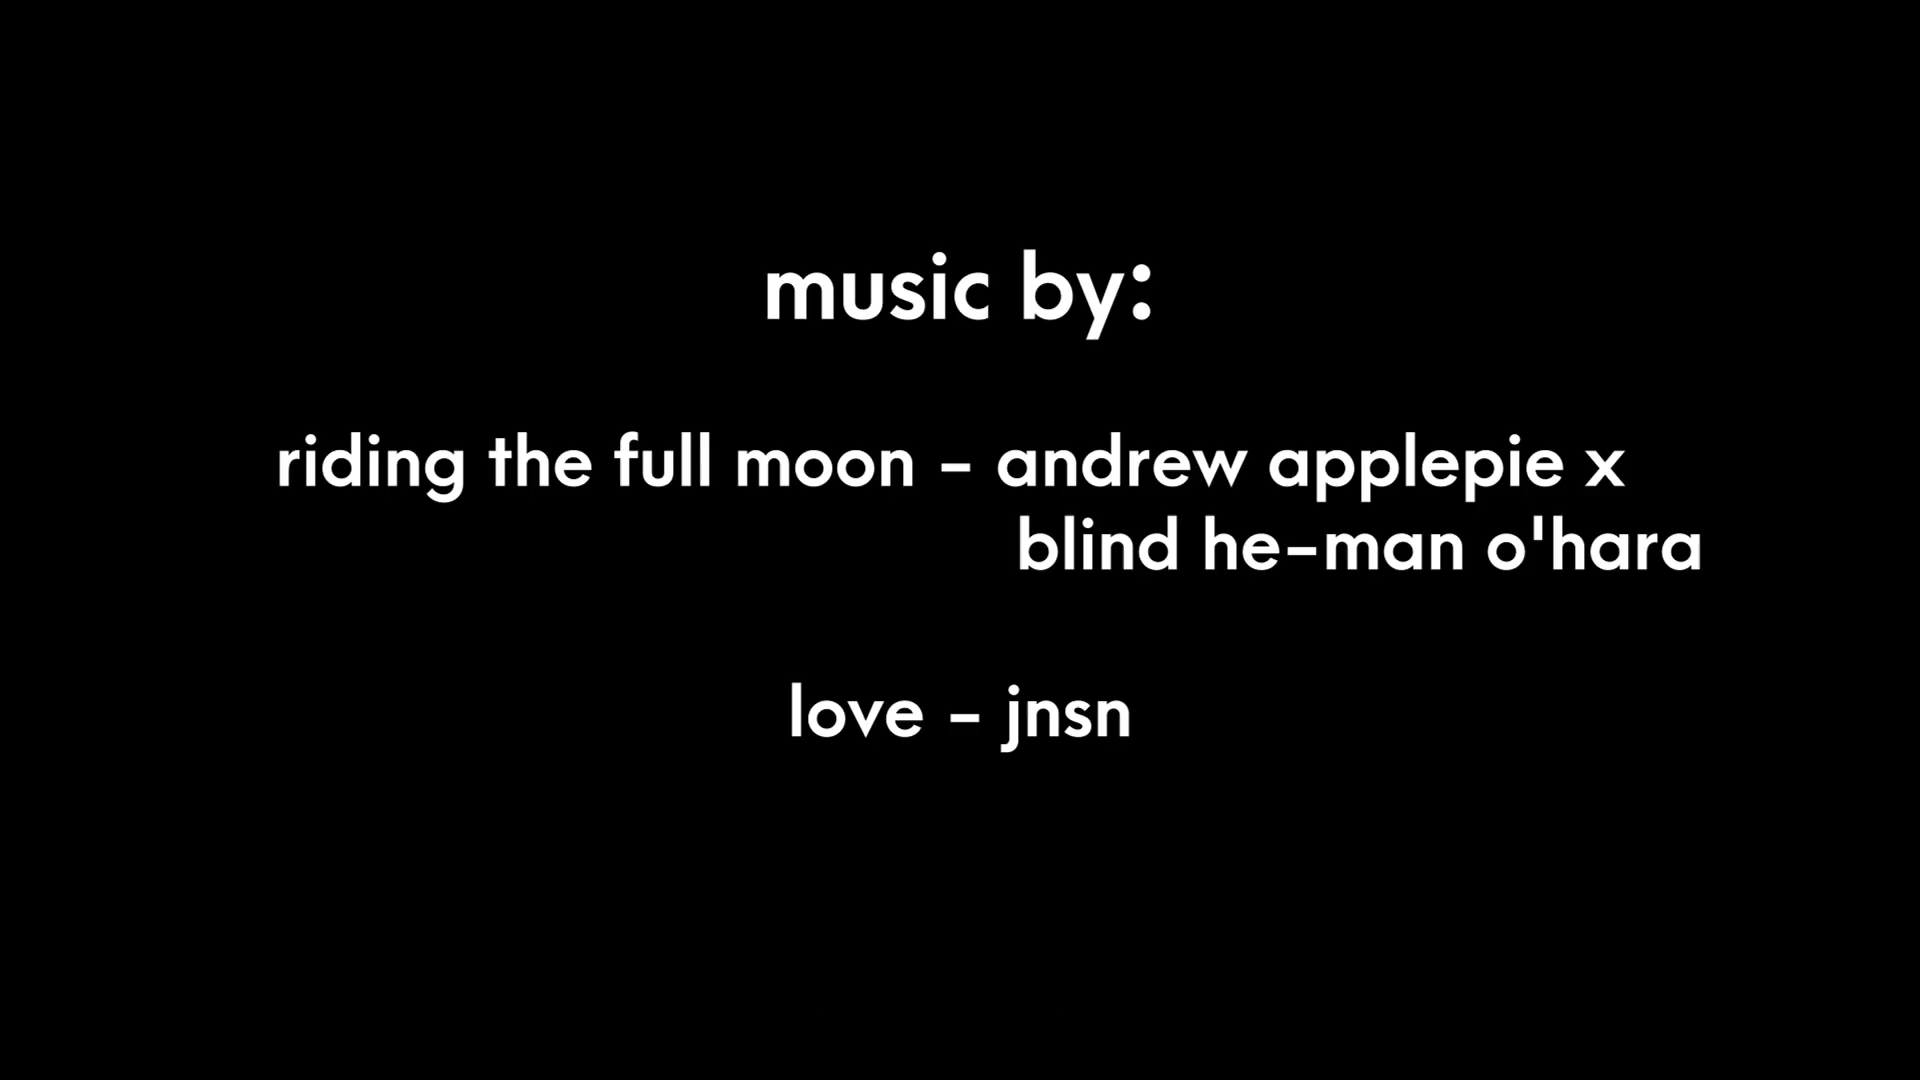 music by:
riding the full moon - andrew applepie x
blind he-man o'hara
love - jnsn